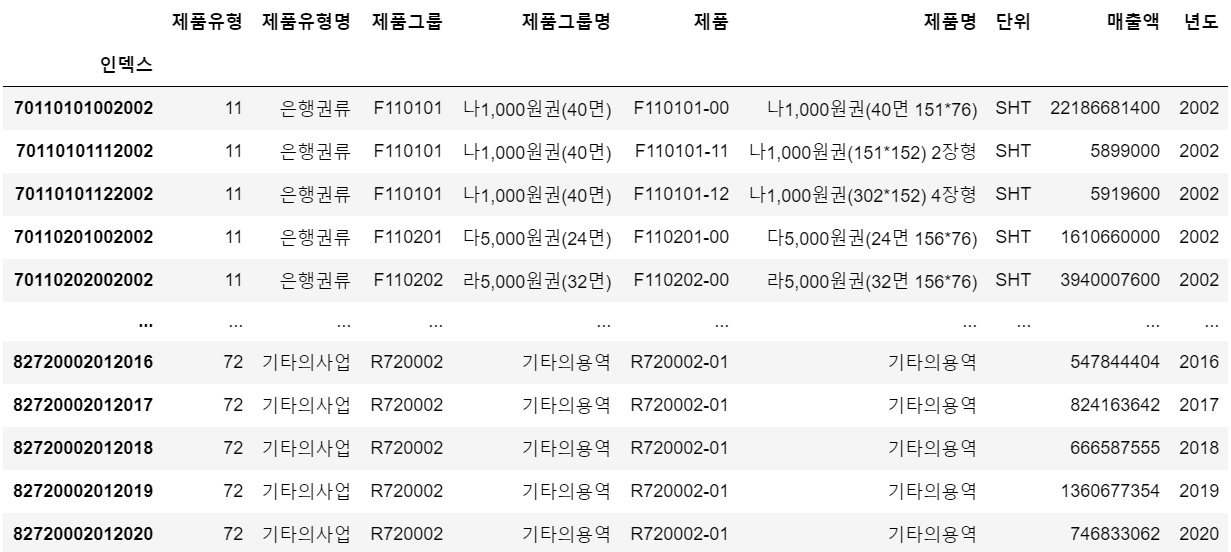 제품유형 제품유형명 제품그룹 제품그룹명 제품 제품명 단위 매출액 년도
인덱스
70110101002002 11 은행권류 F110101 나1,000원권(40면) F110101-00 나1,000원권(40면 151*76) SHT 22186681400 2002
70110101112002 11 은행권류 F110101 나1,000원권(40면) F110101-11 나1,000원권(151*152) 2장형 SHT 5899000 2002
70110101122002 11 은행권류 F110101 나1,000원권(40면) F110101-12 나1,000원권(302*152) 4장형 SHT 5919600 2002
70110201002002 11 은행권류 F110201 다5,000원권(24면) F110201-00 다5,000원권(24면 156*76) SHT 1610660000 2002
70110202002002 11 은행권류 F110202 라5,000원권(32면) F110202-00 라5,000원권(32면 156*76) SHT 3940007600 2002
... ... ... ... ... ... ... ... ... ...
82720002012016 72 기타의사업 R720002 기타의용역 R720002-01 기타의용역 547844404 2016
82720002012017 72 기타의사업 R720002 기타의용역 R720002-01 기타의용역 824163642 2017
82720002012018 72 기타의사업 R720002 기타의용역 R720002-01 기타의용역 666587555 2018
82720002012019 72 기타의사업 R720002 기타의용역 R720002-01 기타의용역 1360677354 2019
82720002012020 72 기타의사업 R720002 기타의용역 R720002-01 기타의용역 746833062 2020